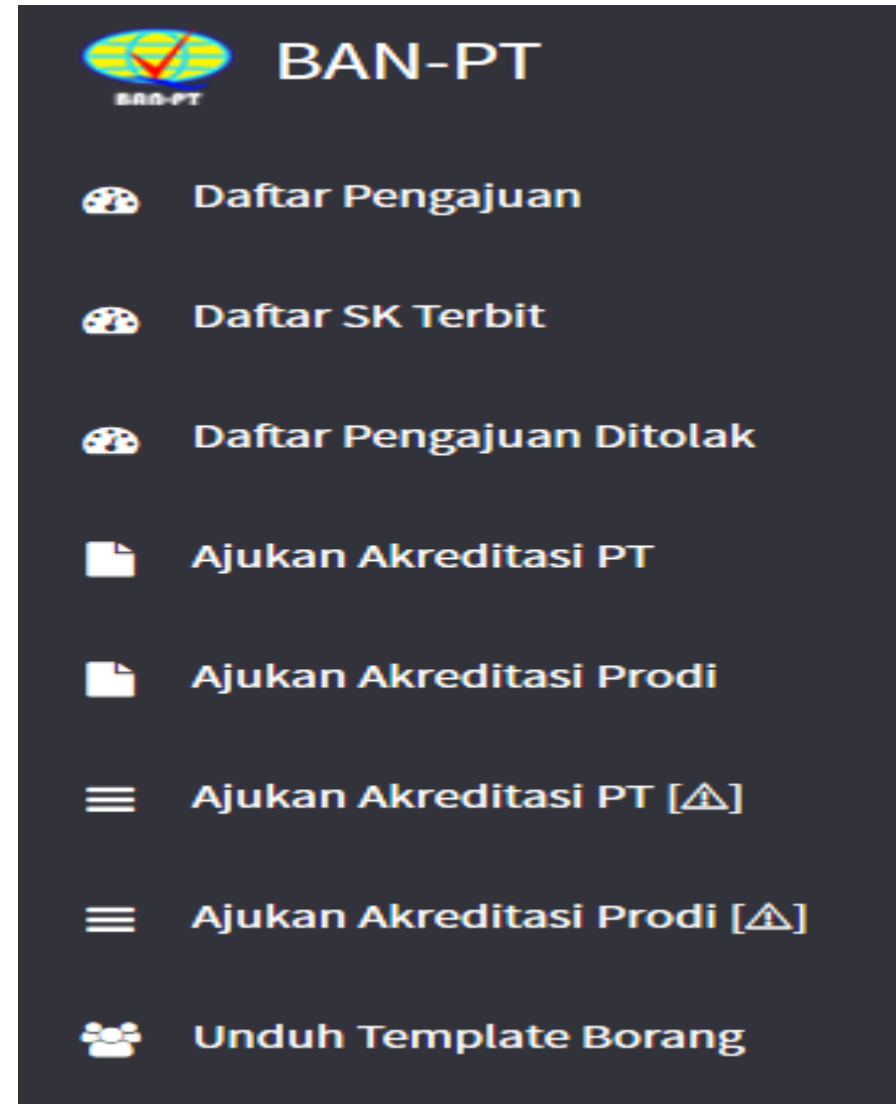 BAN-PT
BAN-PT
Daftar Pengajuan
Daftar SK Terbit
Daftar Pengajuan Ditolak
Ajukan Akreditasi PT
Ajukan Akreditasi Prodi
Ajukan Akreditasi PT [⚠]
Ajukan Akreditasi Prodi [⚠]
Unduh Template Borang